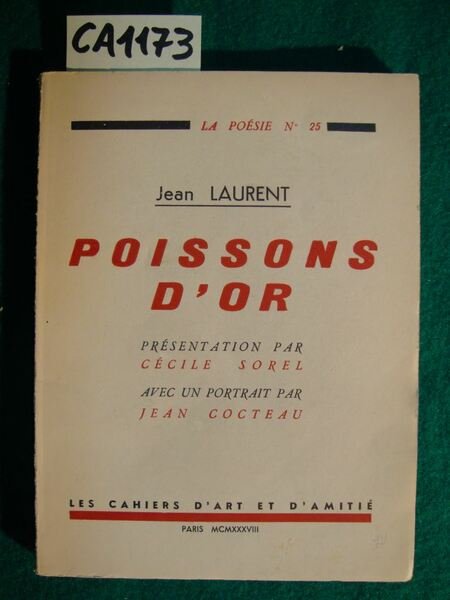 CA1173
LA POÉSIE No 25
Jean LAURENT
POISSONS
D'OR
PRÉSENTATION PAR
CÉCILE SOREL
AVEC UN PORTRAIT PAR
JEAN COCTEAU
LES CAHIERS D'ART ET D'AMITIÉ
PARIS MCMXXXVIII